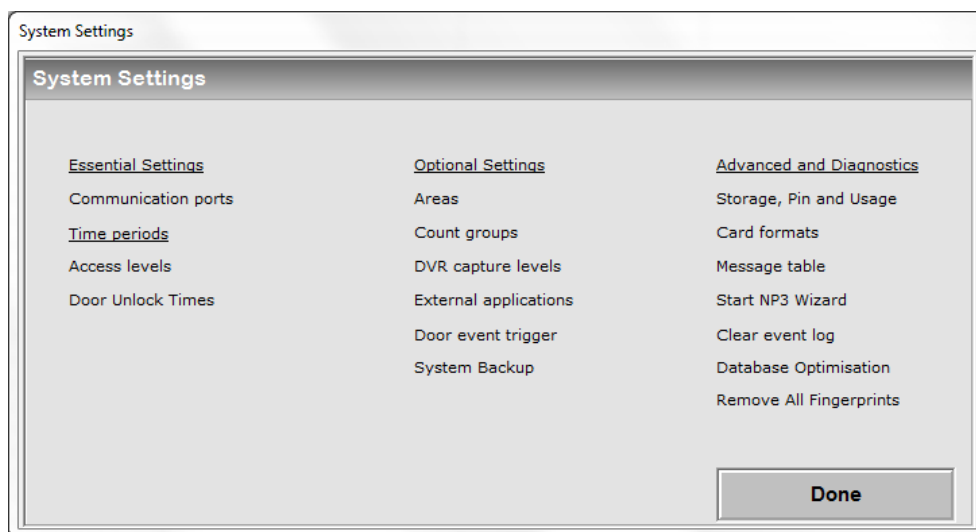 System Settings
System Settings
Essential Settings
Communication ports
Time periods
Access levels
Door Unlock Times
Optional Settings
Areas
Count groups
DVR capture levels
External applications
Door event trigger
System Backup
Advanced and Diagnostics
Storage, Pin and Usage
Card formats
Message table
Start NP3 Wizard
Clear event log
Database Optimisation
Remove All Fingerprints
Done